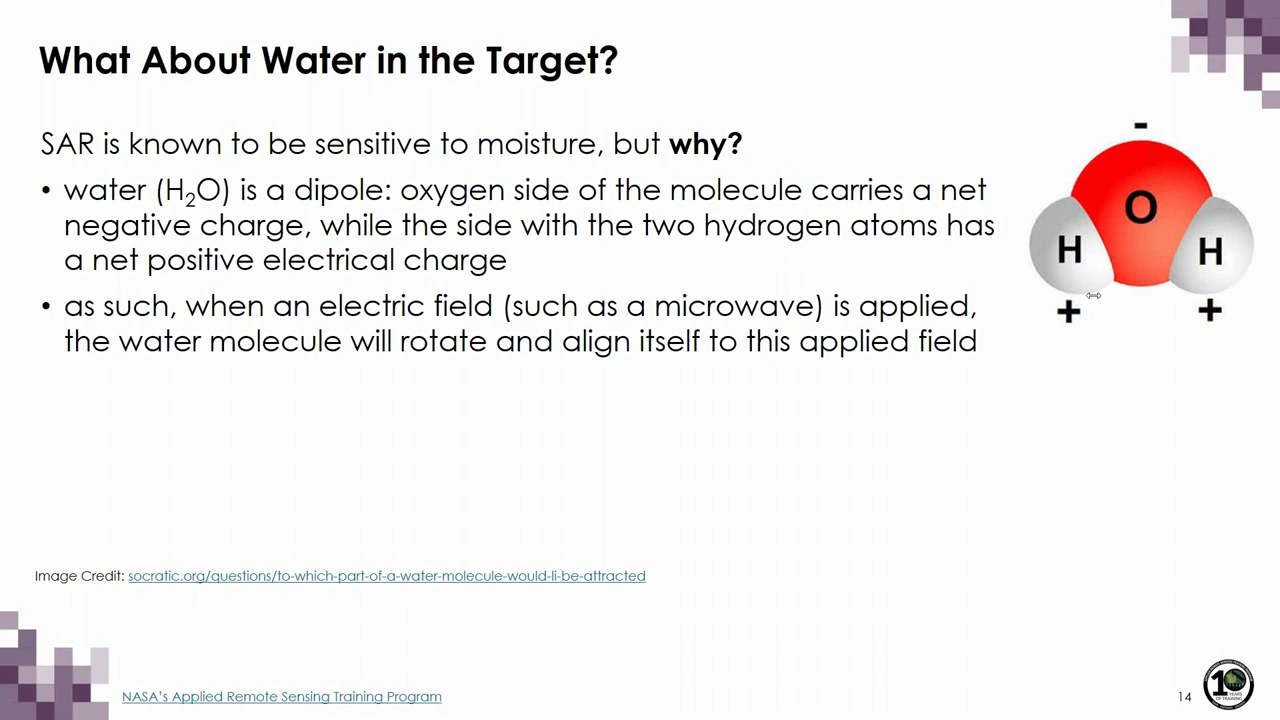 What About Water in the Target?
SAR is known to be sensitive to moisture, but why?
• water (H₂O) is a dipole: oxygen side of the molecule carries a net
negative charge, while the side with the two hydrogen atoms has
a net positive electrical charge
• as such, when an electric field (such as a microwave) is applied,
the water molecule will rotate and align itself to this applied field
-
O
H H
+ +
Image Credit: socratic.org/questions/to-which-part-of-a-water-molecule-would-li-be-attracted
NASA's Applied Remote Sensing Training Program
14
10
YEARS
OF TRAINING